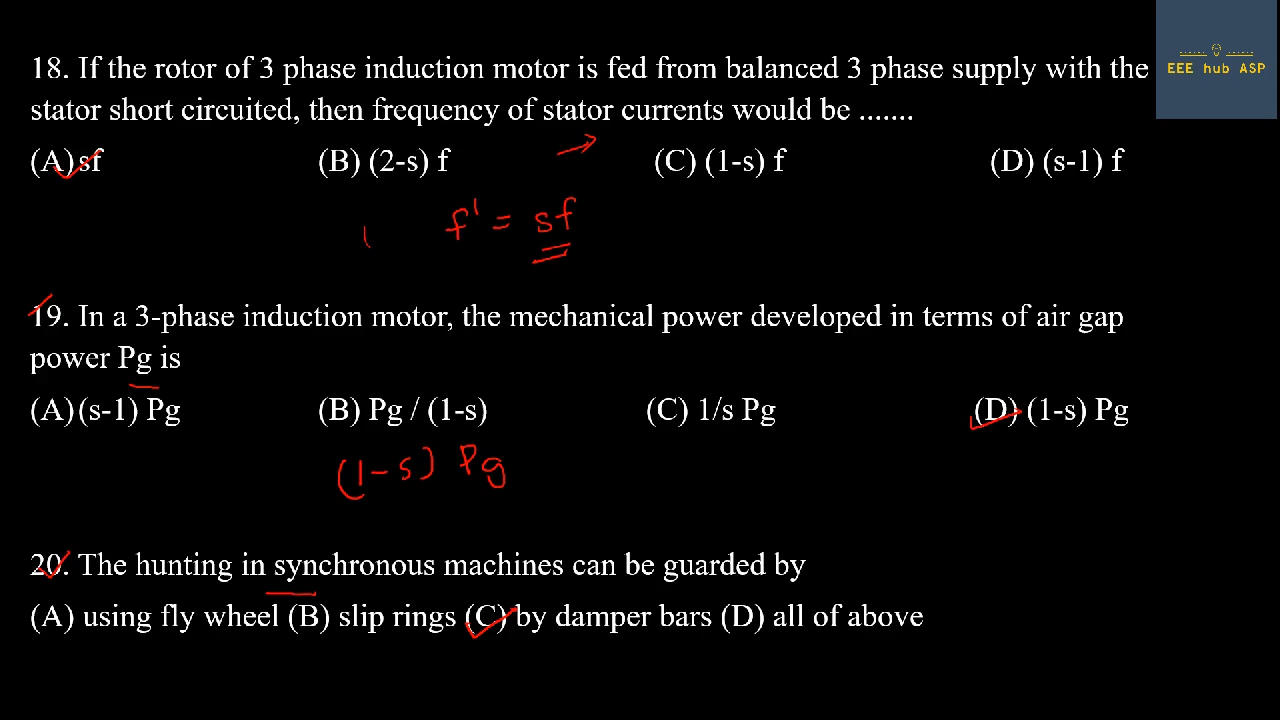 EEE hub ASP
18. If the rotor of 3 phase induction motor is fed from balanced 3 phase supply with the
stator short circuited, then frequency of stator currents would be .......
(A) sf (B) (2-s) f (C) (1-s) f (D) (s-1) f
f' = sf
19. In a 3-phase induction motor, the mechanical power developed in terms of air gap
power Pg is
(A) (s-1) Pg (B) Pg / (1-s) (C) 1/s Pg (D) (1-s) Pg
(1-s) Pg
20. The hunting in synchronous machines can be guarded by
(A) using fly wheel (B) slip rings (C) by damper bars (D) all of above